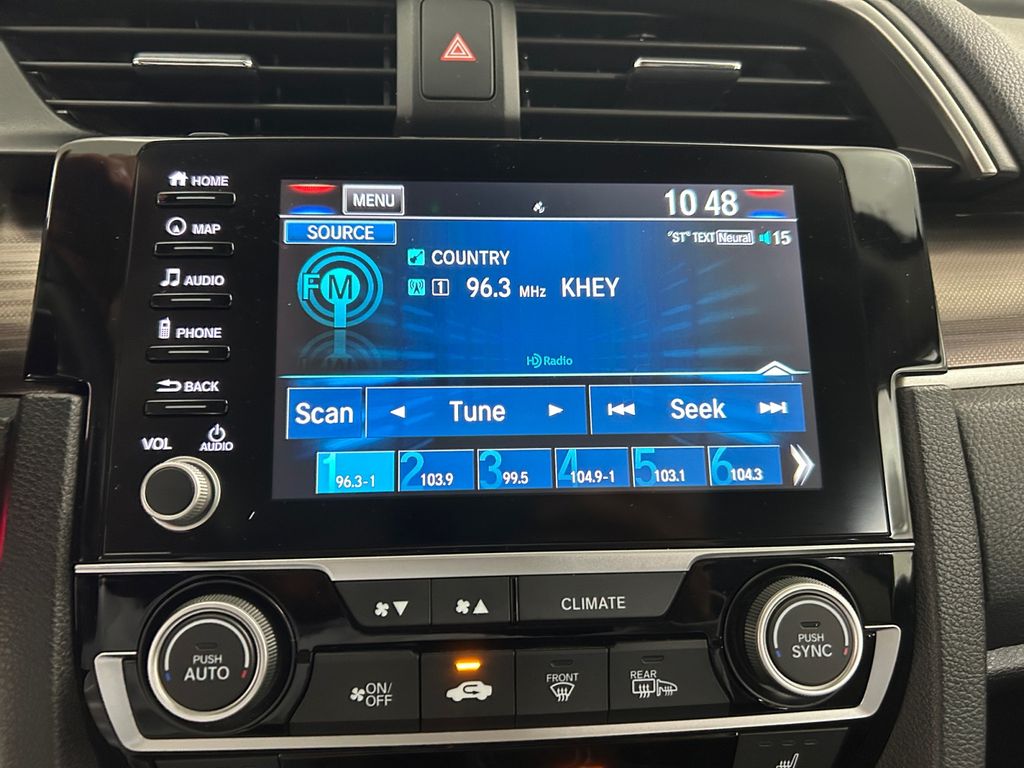 HOME
MAP
AUDIO
PHONE
BACK
VOL
AUDIO
MENU
10 48
SOURCE
"ST" TEXT Neural 15
FM
COUNTRY
1 96.3 MHz KHEY
HD Radio
Scan
Tune
Seek
1 96.3-1
2 103.9
3 99.5
4 104.9-1
5 103.1
6 104.3
CLIMATE
PUSH
AUTO
ON/
OFF
FRONT
REAR
PUSH
SYNC